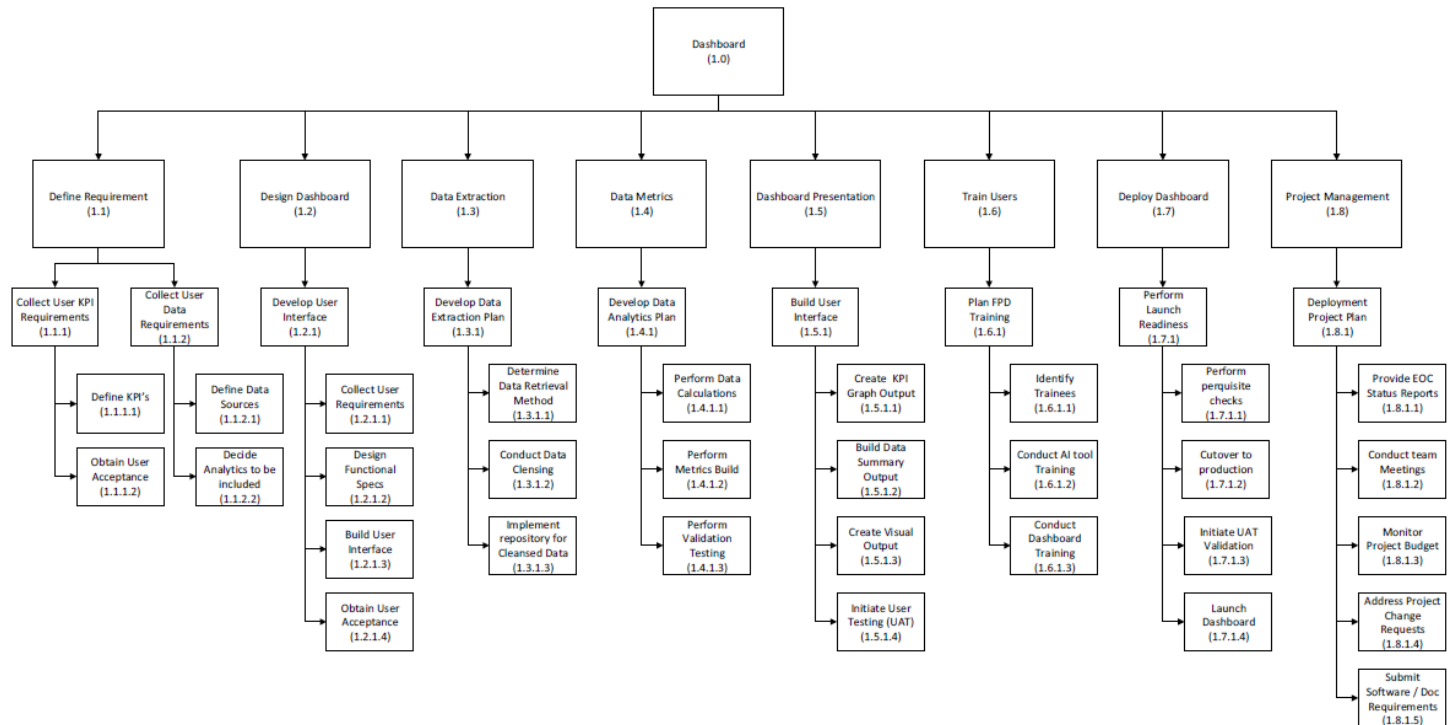 Dashboard
(1.0)
Define Requirement
(1.1)
Design Dashboard
(1.2)
Data Extraction
(1.3)
Data Metrics
(1.4)
Dashboard Presentation
(1.5)
Train Users
(1.6)
Deploy Dashboard
(1.7)
Project Management
(1.8)
Collect User KPI
Requirements
(1.1.1)
Collect User
Data
Requirements
(1.1.2)
Develop User
Interface
(1.2.1)
Develop Data
Extraction Plan
(1.3.1)
Develop Data
Analytics Plan
(1.4.1)
Build User
Interface
(1.5.1)
Plan FPD
Training
(1.6.1)
Perform
Launch
Readiness
(1.7.1)
Deployment
Project Plan
(1.8.1)
Define KPI's
(1.1.1.1)
Define Data
Sources
(1.1.2.1)
Collect User
Requirements
(1.2.1.1)
Determine
Data Retrieval
Method
(1.3.1.1)
Perform Data
Calculations
(1.4.1.1)
Create KPI
Graph Output
(1.5.1.1)
Identify
Trainees
(1.6.1.1)
Perform
perquisite
checks
(1.7.1.1)
Provide EOC
Status Reports
(1.8.1.1)
Obtain User
Acceptance
(1.1.1.2)
Decide
Analytics to be
included
(1.1.2.2)
Design
Functional
Specs
(1.2.1.2)
Conduct Data
Clensing
(1.3.1.2)
Perform
Metrics Build
(1.4.1.2)
Build Data
Summary
Output
(1.5.1.2)
Conduct AI tool
Training
(1.6.1.2)
Cutover to
production
(1.7.1.2)
Conduct team
Meetings
(1.8.1.2)
Build User
Interface
(1.2.1.3)
Implement
repository for
Cleansed Data
(1.3.1.3)
Perform
Validation
Testing
(1.4.1.3)
Create Visual
Output
(1.5.1.3)
Conduct
Dashboard
Training
(1.6.1.3)
Initiate UAT
Validation
(1.7.1.3)
Monitor
Project Budget
(1.8.1.3)
Obtain User
Acceptance
(1.2.1.4)
Initiate User
Testing (UAT)
(1.5.1.4)
Launch
Dashboard
(1.7.1.4)
Address Project
Change
Requests
(1.8.1.4)
Submit
Software / Doc
Requirements
(1.8.1.5)